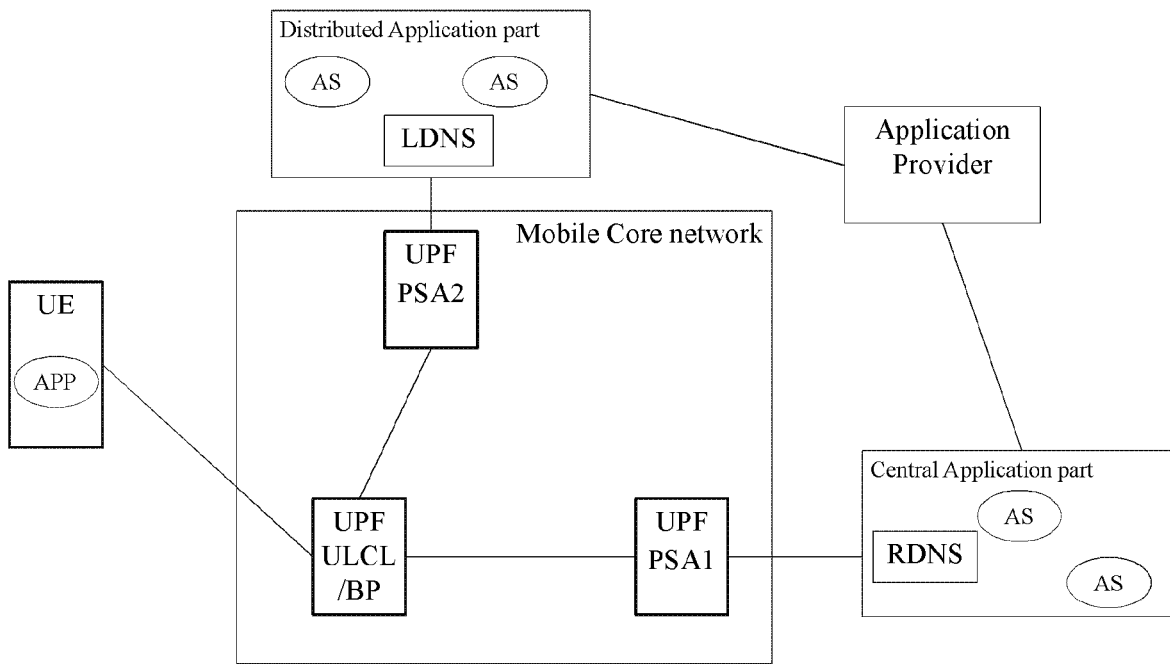 Distributed Application part
AS
AS
LDNS
Application
Provider
Mobile Core network
UPF
PSA2
UE
APP
UPF
ULCL
/BP
UPF
PSA1
Central Application part
AS
RDNS
AS